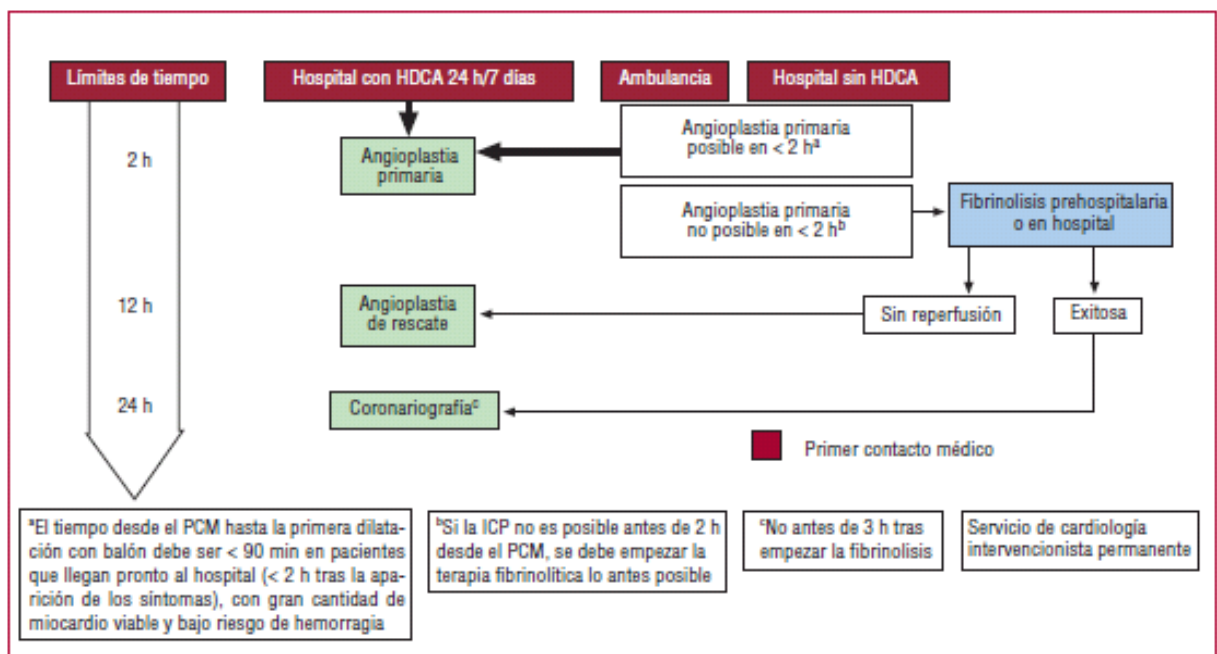 Límites de tiempo
Hospital con HDCA 24 h/7 días
Ambulancia
Hospital sin HDCA
2 h
Angioplastia
primaria
Angioplastia primaria
posible en < 2 hᵃ
Angioplastia primaria
no posible en < 2 hᵇ
Fibrinolisis prehospitalaria
o en hospital
12 h
Angioplastia
de rescate
Sin reperfusión
Exitosa
24 h
Coronariografíaᶜ
Primer contacto médico
ᵃEl tiempo desde el PCM hasta la primera dilata-
ción con balón debe ser < 90 min en pacientes
que llegan pronto al hospital (< 2 h tras la apa-
rición de los síntomas), con gran cantidad de
miocardio viable y bajo riesgo de hemorragia
ᵇSi la ICP no es posible antes de 2 h
desde el PCM, se debe empezar la
terapia fibrinolítica lo antes posible
ᶜNo antes de 3 h tras
empezar la fibrinolisis
Servicio de cardiología
intervencionista permanente